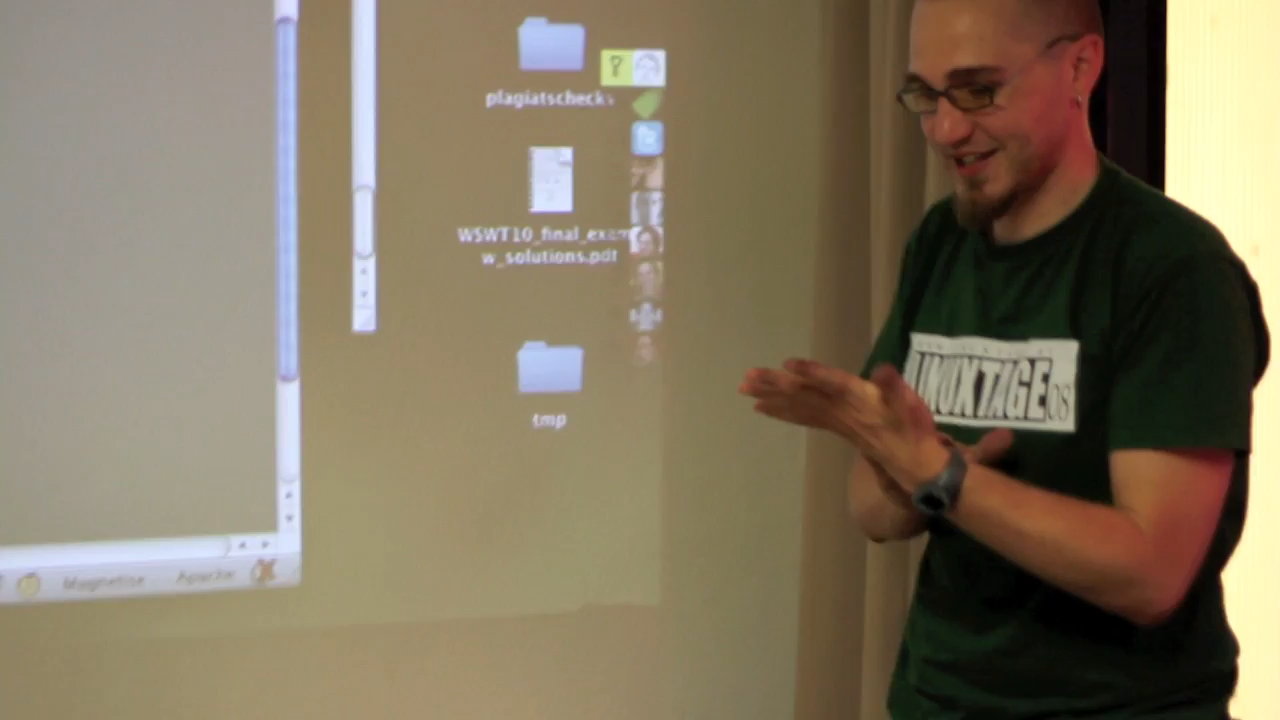 plagiatschecks
WSWT10_final_exam
w_solutions.pdf
tmp
Magnetise Apache
LINUXTAGE 08